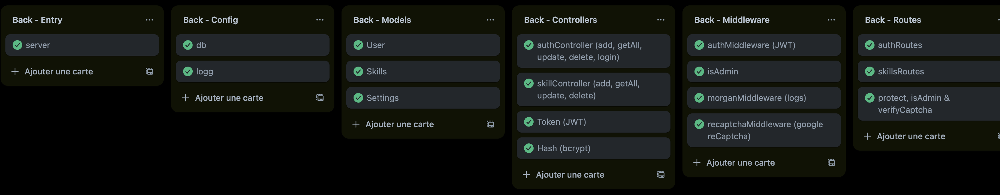 Back - Entry
server
Ajouter une carte
Back - Config
db
logg
Ajouter une carte
Back - Models
User
Skills
Settings
Ajouter une carte
Back - Controllers
authController (add, getAll,
update, delete, login)
skillController (add, getAll,
update, delete)
Token (JWT)
Hash (bcrypt)
Ajouter une carte
Back - Middleware
authMiddleware (JWT)
isAdmin
morganMiddleware (logs)
recaptchaMiddleware (google
reCaptcha)
Ajouter une carte
Back - Routes
authRoutes
skillsRoutes
protect, isAdmin &
verifyCaptcha
Ajouter une carte